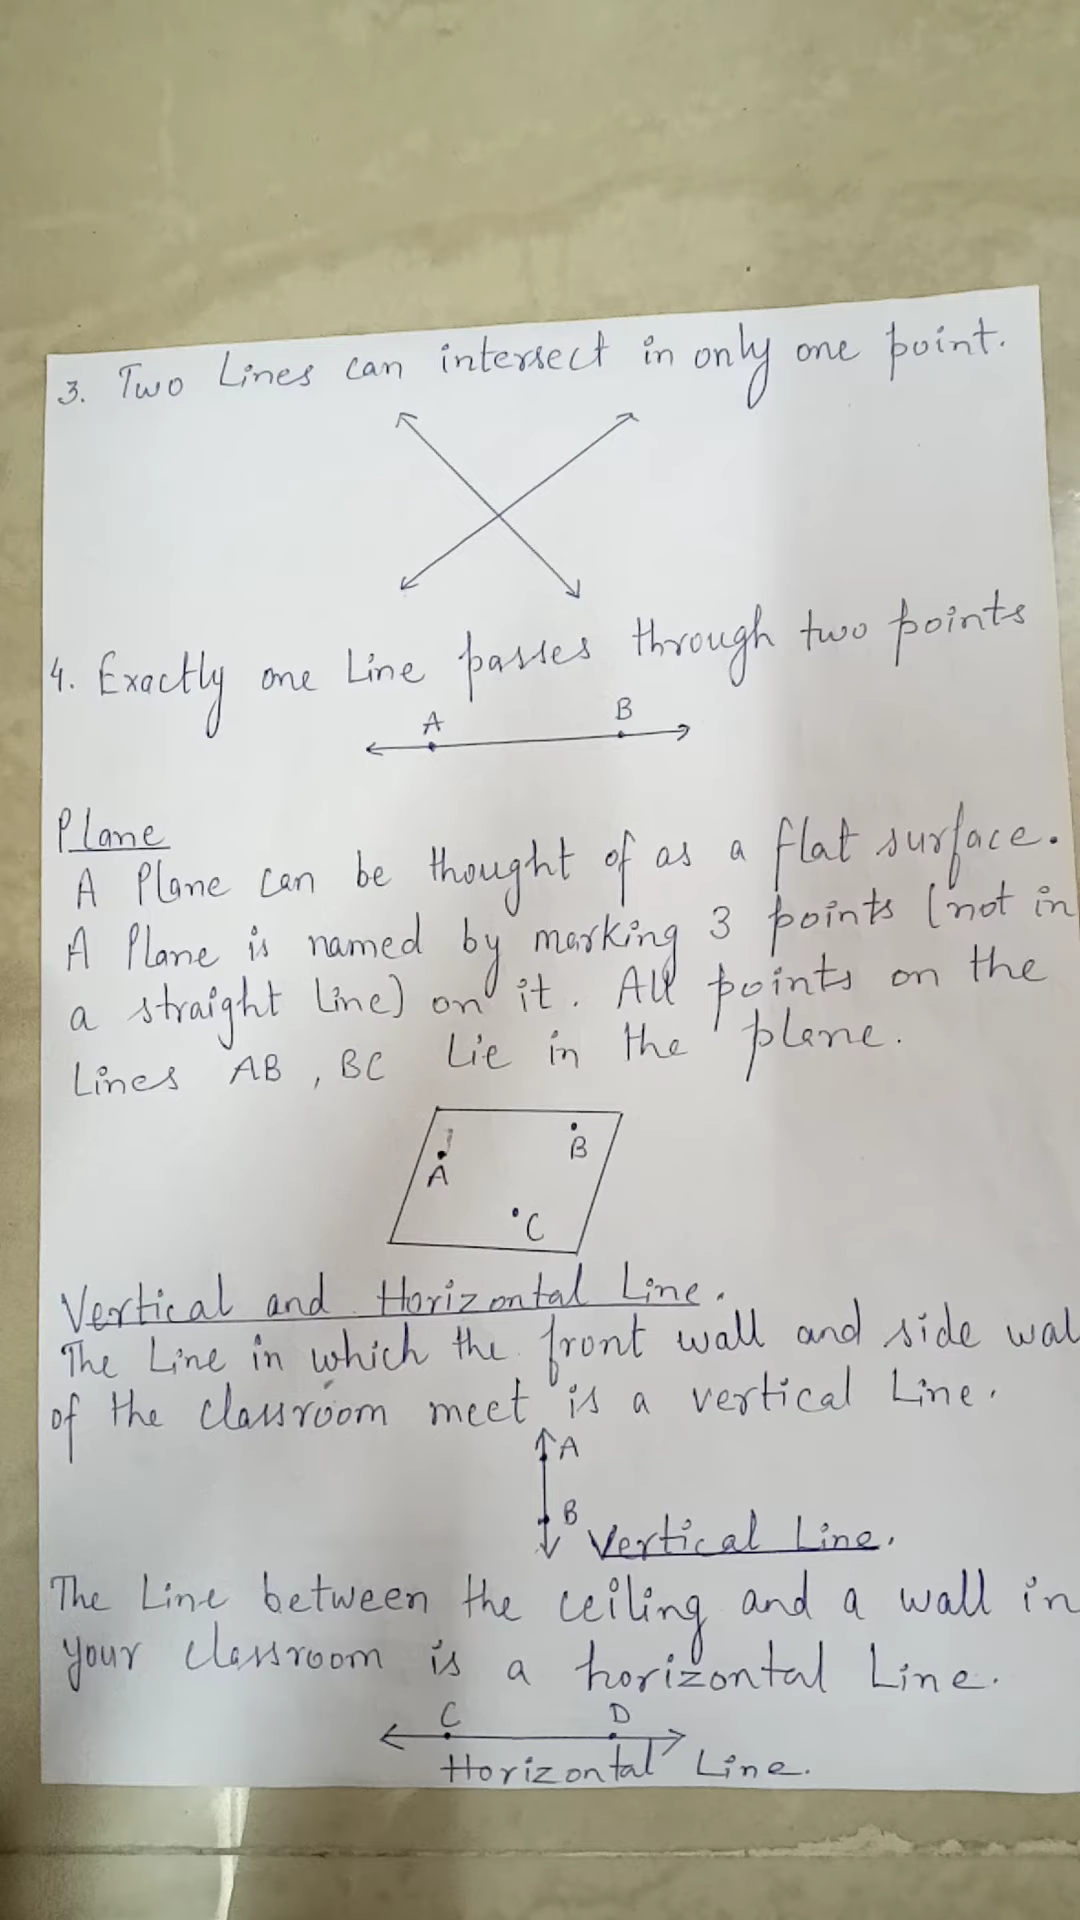 3. Two Lines can intersect in only one point.
4. Exactly one Line passes through two points
A B
Plane
A Plane can be thought of as a flat surface.
A Plane is named by marking 3 points (not in
a straight Line) on it. All points on the
Lines AB, BC Lie in the plane.
A B
C
Vertical and Horizontal Line.
The Line in which the front wall and side wal
of the classroom meet is a vertical Line.
A
B
Vertical Line.
The Line between the ceiling and a wall in
your classroom is a horizontal Line.
C D
Horizontal Line.